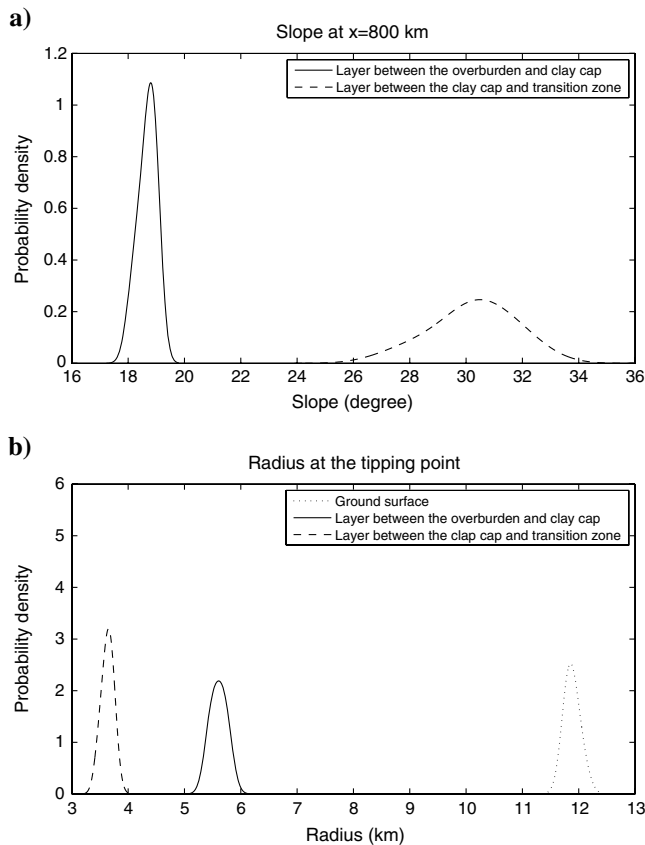 a)
Slope at x=800 km
Layer between the overburden and clay cap
Layer between the clay cap and transition zone
Probability density
1.2
1
0.8
0.6
0.4
0.2
0
16 18 20 22 24 26 28 30 32 34 36
Slope (degree)
b)
Radius at the tipping point
Ground surface
Layer between the overburden and clay cap
Layer between the clap cap and transition zone
Probability density
6
5
4
3
2
1
0
3 4 5 6 7 8 9 10 11 12 13
Radius (km)